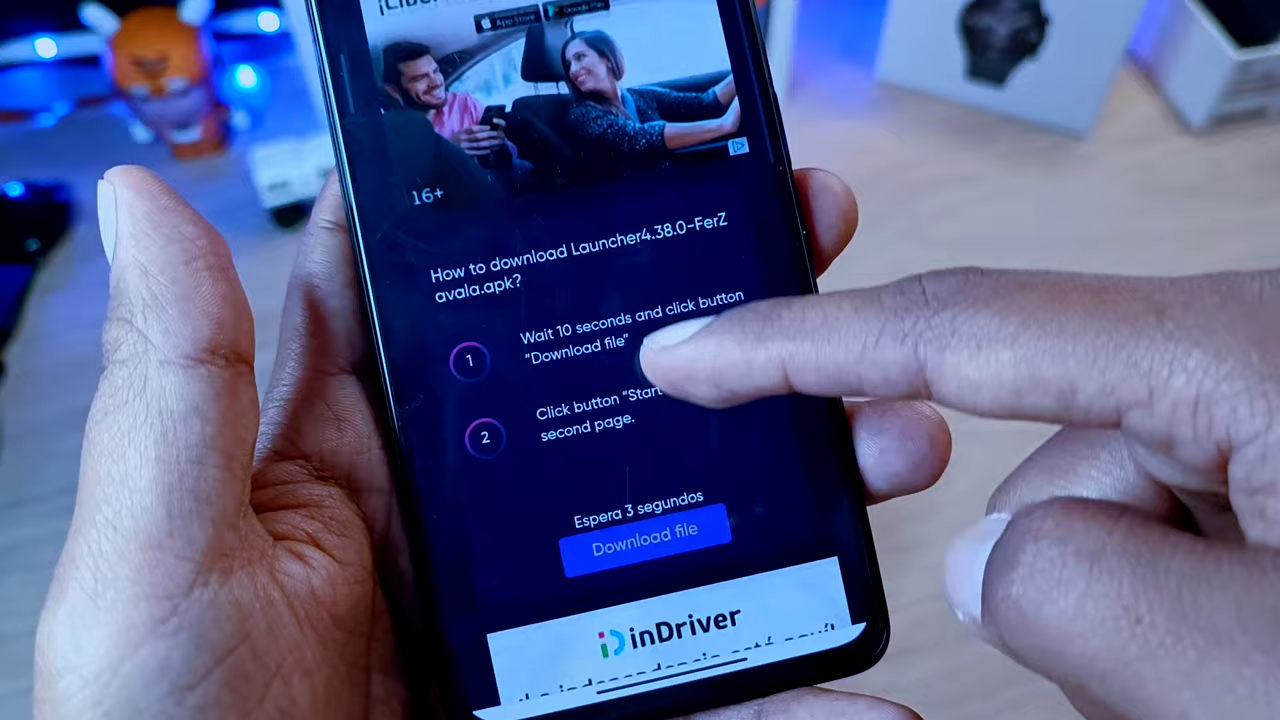 App Store
Google Play
16+
How to download Launcher4.38.0-FerZ
avala.apk?
1
Wait 10 seconds and click button
"Download file"
2
Click button "Start
second page.
Espera 3 segundos
Download file
inDriver